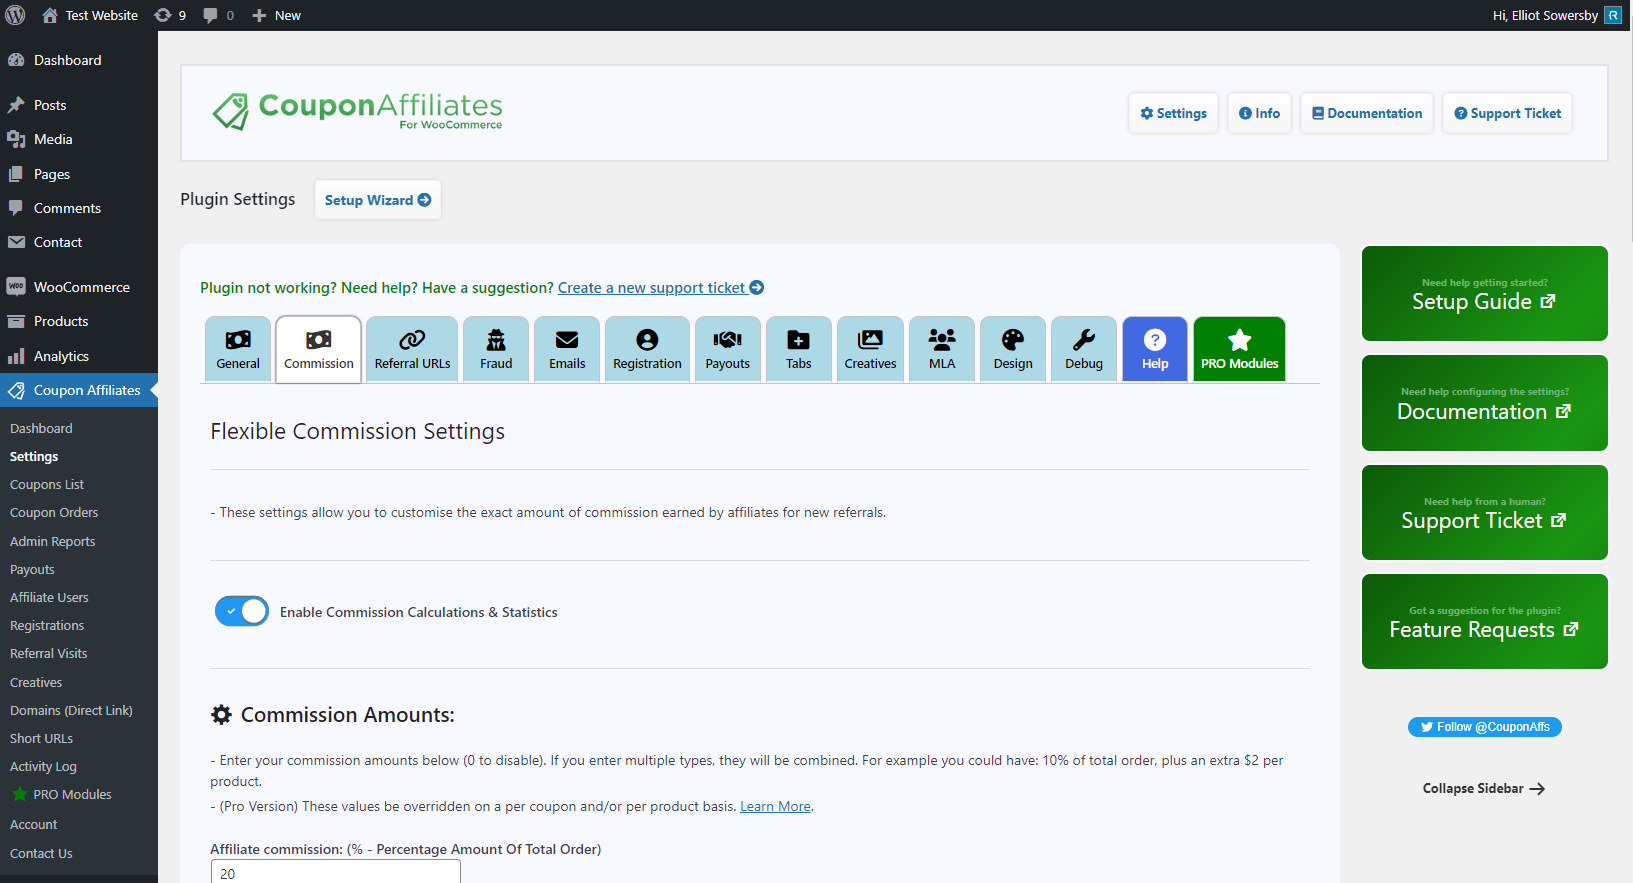 Test Website 9 0 New Hi, Elliot Sowersby R
Dashboard
Posts
Media
Pages
Comments
Contact
WOO WooCommerce
Products
Analytics
Coupon Affiliates
Dashboard
Settings
Coupons List
Coupon Orders
Admin Reports
Payouts
Affiliate Users
Registrations
Referral Visits
Creatives
Domains (Direct Link)
Short URLs
Activity Log
PRO Modules
Account
Contact Us
CouponAffiliates
For WooCommerce
Settings Info Documentation Support Ticket
Plugin Settings Setup Wizard
Plugin not working? Need help? Have a suggestion? Create a new support ticket
General Commission Referral URLs Fraud Emails Registration Payouts Tabs Creatives MLA Design Debug Help PRO Modules
Flexible Commission Settings
- These settings allow you to customise the exact amount of commission earned by affiliates for new referrals.
Enable Commission Calculations & Statistics
Commission Amounts:
- Enter your commission amounts below (0 to disable). If you enter multiple types, they will be combined. For example you could have: 10% of total order, plus an extra $2 per
product.
- (Pro Version) These values be overridden on a per coupon and/or per product basis. Learn More.
Affiliate commission: (% - Percentage Amount Of Total Order)
20
Need help getting started?
Setup Guide
Need help configuring the settings?
Documentation
Need help from a human?
Support Ticket
Got a suggestion for the plugin?
Feature Requests
Follow @CouponAffs
Collapse Sidebar